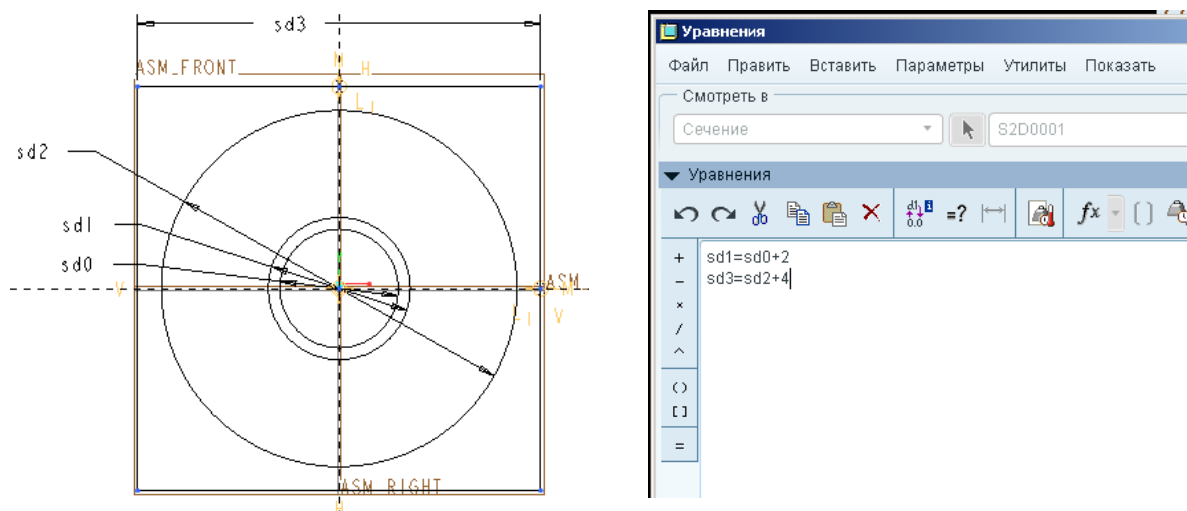 sd3
ASM_FRONT
H
L
sd2
sd1
sd0
V
ASM
M
V
ASM_RIGHT
Уравнения
Файл Править Вставить Параметры Утилиты Показать
Смотреть в
Сечение
S2D0001
Уравнения
=? fx
+
-
×
/
^
()
[]
=
sd1=sd0+2
sd3=sd2+4